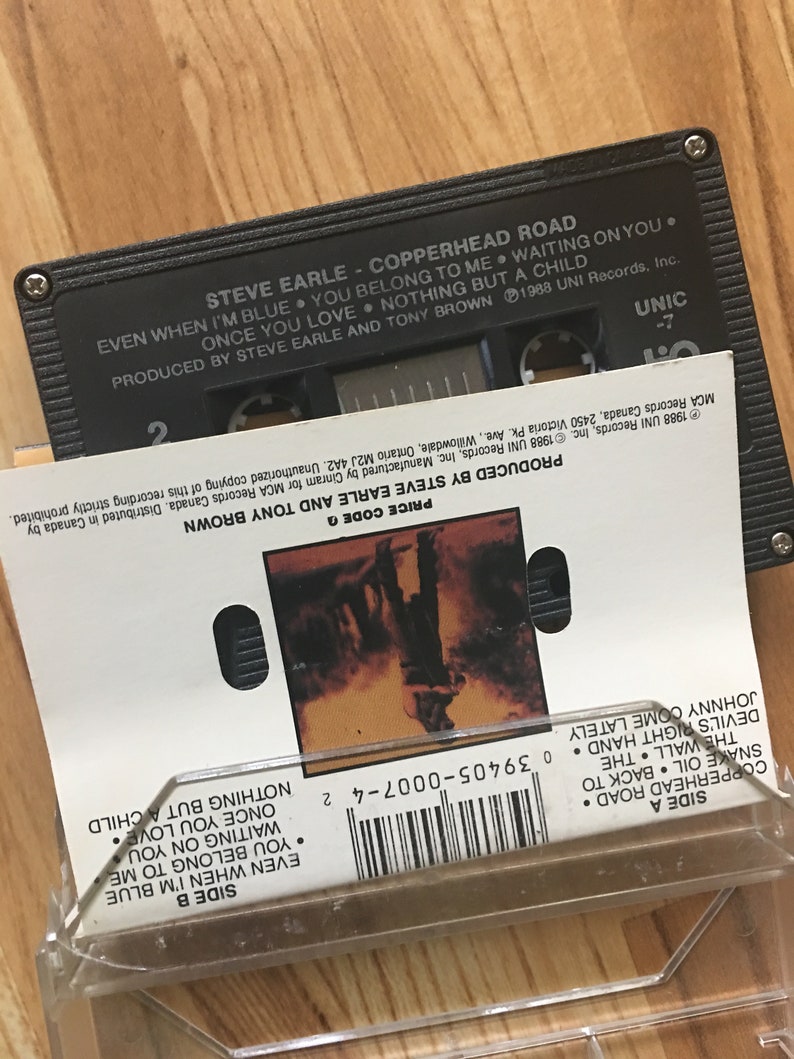 STEVE EARLE - COPPERHEAD ROAD
EVEN WHEN I'M BLUE • YOU BELONG TO ME • WAITING ON YOU •
ONCE YOU LOVE • NOTHING BUT A CHILD
PRODUCED BY STEVE EARLE AND TONY BROWN ℗1988 UNI Records, Inc.
UNIC
-7
2
SIDE A
COPPERHEAD ROAD •
SNAKE OIL • BACK TO
THE WALL • THE
DEVIL'S RIGHT HAND •
JOHNNY COME LATELY
0 39405-0007-4 2
SIDE B
EVEN WHEN I'M BLUE
• YOU BELONG TO ME •
WAITING ON YOU •
ONCE YOU LOVE •
NOTHING BUT A CHILD
PRICE CODE
PRODUCED BY STEVE EARLE AND TONY BROWN
℗ 1988 UNI Records, Inc. © 1988 UNI Records, Inc. Manufactured by Cinram for MCA Records Canada. Distributed in Canada by
MCA Records Canada, 2450 Victoria Pk. Ave., Willowdale, Ontario M2J 4A2. Unauthorized copying of this recording strictly prohibited.